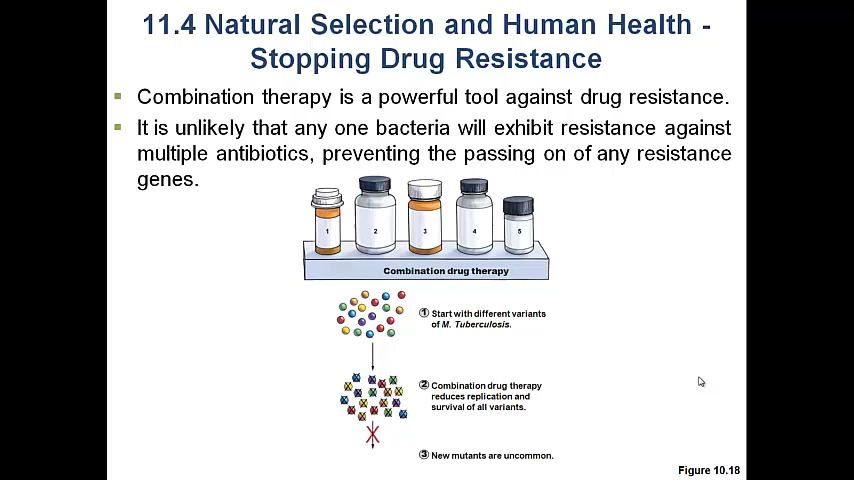 11.4 Natural Selection and Human Health -
Stopping Drug Resistance
Combination therapy is a powerful tool against drug resistance.
It is unlikely that any one bacteria will exhibit resistance against
multiple antibiotics, preventing the passing on of any resistance
genes.
1 2 3 4 5
Combination drug therapy
1 Start with different variants
of M. Tuberculosis.
2 Combination drug therapy
reduces replication and
survival of all variants.
3 New mutants are uncommon.
Figure 10.18